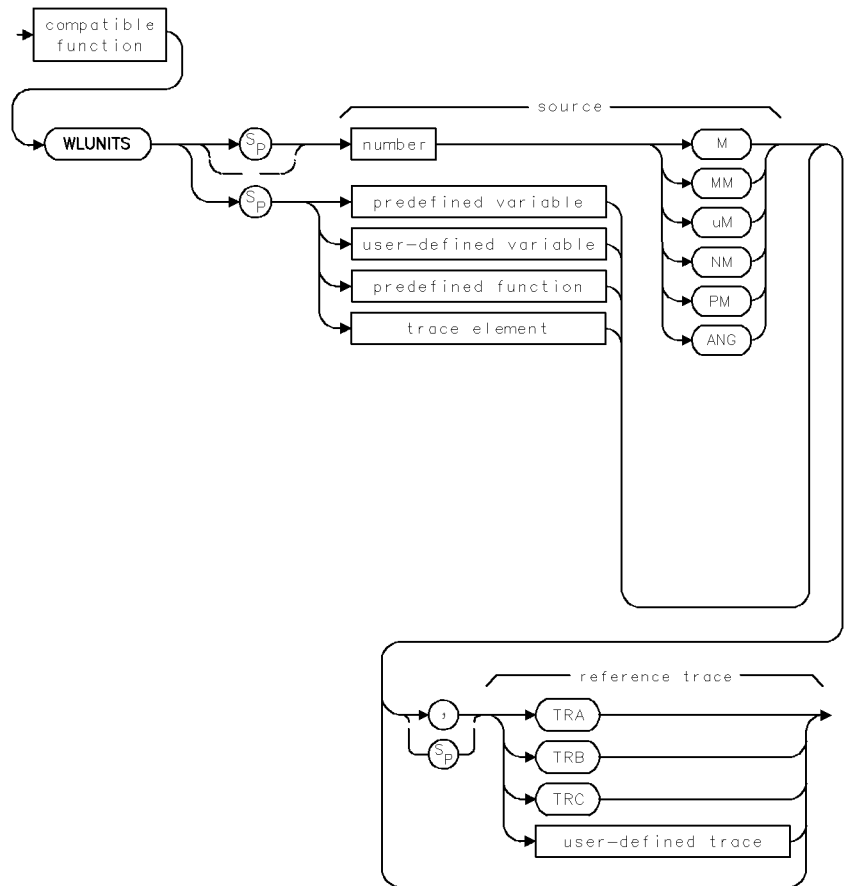 compatible
function
source
WLUNITS
SP
number
M
MM
SP
predefined variable
uM
user-defined variable
NM
predefined function
PM
trace element
ANG
reference trace
,
TRA
SP
TRB
TRC
user-defined trace